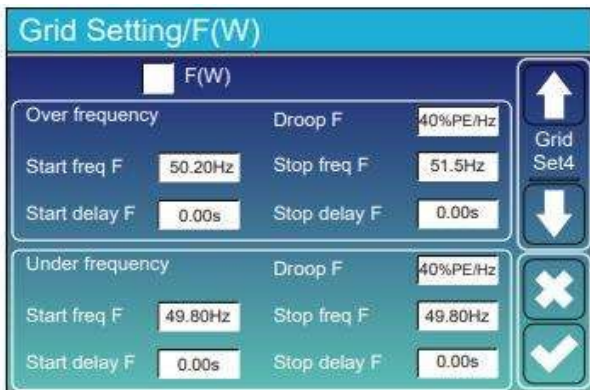 Grid Setting/F(W)
F(W)
Over frequency Droop F 40%PE/Hz
Start freq F 50.20Hz Stop freq F 51.5Hz
Start delay F 0.00s Stop delay F 0.00s
Under frequency Droop F 40%PE/Hz
Start freq F 49.80Hz Stop freq F 49.80Hz
Start delay F 0.00s Stop delay F 0.00s
Grid
Set4